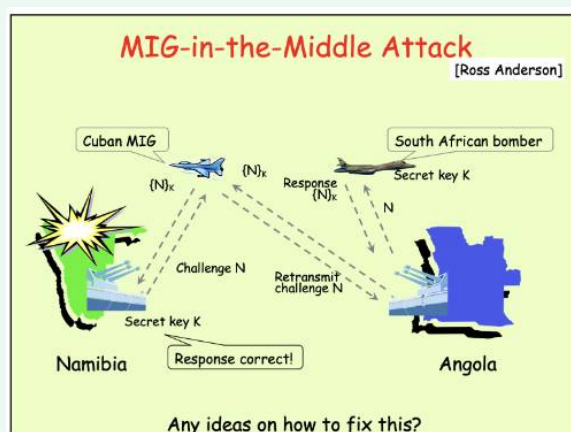 MIG-in-the-Middle Attack
[Ross Anderson]
Cuban MIG
South African bomber
{N}K
{N}K
Response
{N}K
Secret key K
N
Challenge N
Retransmit
challenge N
Secret key K
Response correct!
Namibia
Angola
Any ideas on how to fix this?